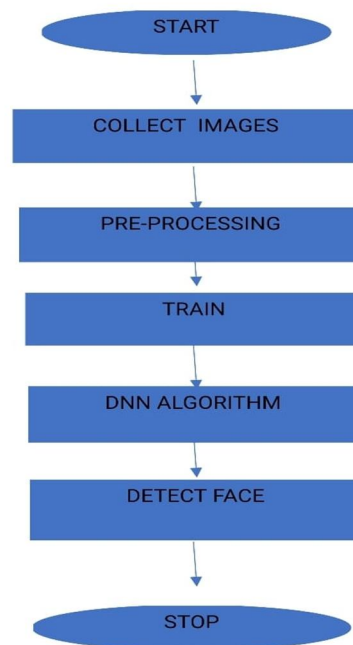 START
COLLECT IMAGES
PRE-PROCESSING
TRAIN
DNN ALGORITHM
DETECT FACE
STOP